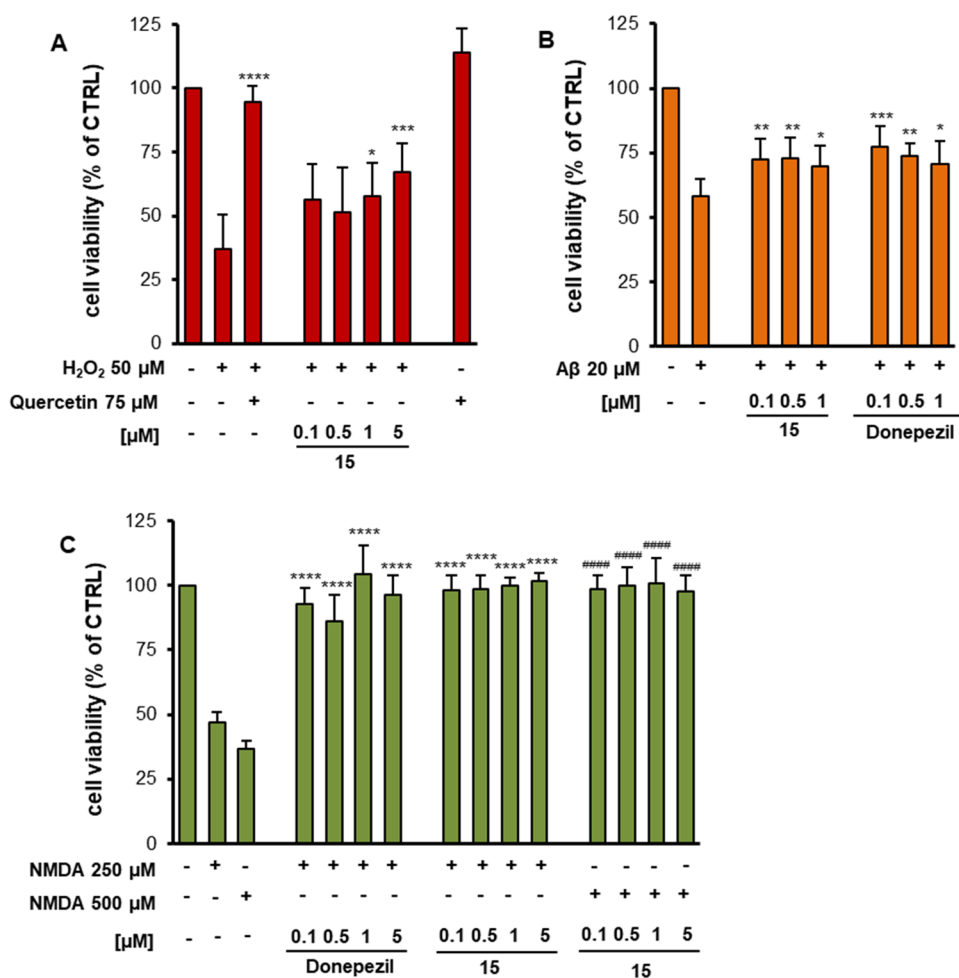 A
cell viability (% of CTRL)
125
100
75
50
25
0
****
*
***
H₂O₂ 50 µM - + + + + + + -
Quercetin 75 µM - - + - - - - +
[µM] - - - 0.1 0.5 1 5
15
B
cell viability (% of CTRL)
125
100
75
50
25
0
** ** * *** ** *
Aβ 20 µM - + + + + + + +
[µM] - - 0.1 0.5 1 0.1 0.5 1
15 Donepezil
C
cell viability (% of CTRL)
125
100
75
50
25
0
**** **** **** **** **** **** **** **** #### #### #### ####
NMDA 250 µM - + - + + + + + + + + - - - -
NMDA 500 µM - - + - - - - - - - - + + + +
[µM] - - - 0.1 0.5 1 5 0.1 0.5 1 5 0.1 0.5 1 5
Donepezil 15 15